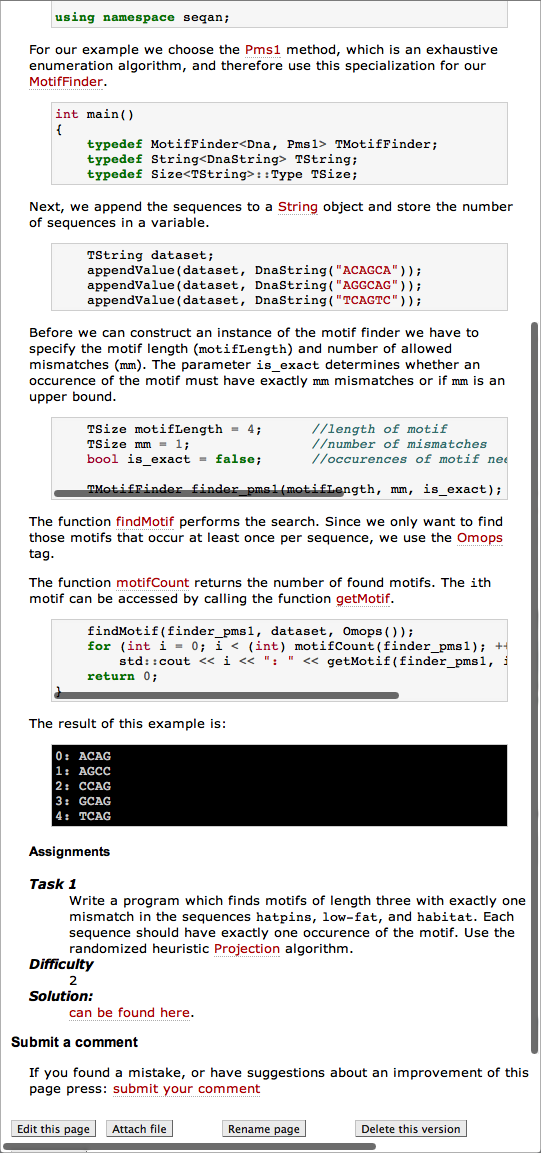 using namespace seqan;
For our example we choose the Pms1 method, which is an exhaustive
enumeration algorithm, and therefore use this specialization for our
MotifFinder.
int main()
{
typedef MotifFinder<Dna, Pms1> TMotifFinder;
typedef String<DnaString> TString;
typedef Size<TString>::Type TSize;
Next, we append the sequences to a String object and store the number
of sequences in a variable.
TString dataset;
appendValue(dataset, DnaString("ACAGCA"));
appendValue(dataset, DnaString("AGGCAG"));
appendValue(dataset, DnaString("TCAGTC"));
Before we can construct an instance of the motif finder we have to
specify the motif length (motifLength) and number of allowed
mismatches (mm). The parameter is_exact determines whether an
occurence of the motif must have exactly mm mismatches or if mm is an
upper bound.
TSize motifLength = 4; //length of motif
TSize mm = 1; //number of mismatches
bool is_exact = false; //occurences of motif nee
TMotifFinder finder_pms1(motifLength, mm, is_exact);
The function findMotif performs the search. Since we only want to find
those motifs that occur at least once per sequence, we use the Omops
tag.
The function motifCount returns the number of found motifs. The ith
motif can be accessed by calling the function getMotif.
findMotif(finder_pms1, dataset, Omops());
for (int i = 0; i < (int) motifCount(finder_pms1); ++
std::cout << i << ": " << getMotif(finder_pms1, i
return 0;
}
The result of this example is:
0: ACAG
1: AGCC
2: CCAG
3: GCAG
4: TCAG
Assignments
Task 1
Write a program which finds motifs of length three with exactly one
mismatch in the sequences hatpins, low-fat, and habitat. Each
sequence should have exactly one occurence of the motif. Use the
randomized heuristic Projection algorithm.
Difficulty
2
Solution:
can be found here.
Submit a comment
If you found a mistake, or have suggestions about an improvement of this
page press: submit your comment
Edit this page Attach file Rename page Delete this version